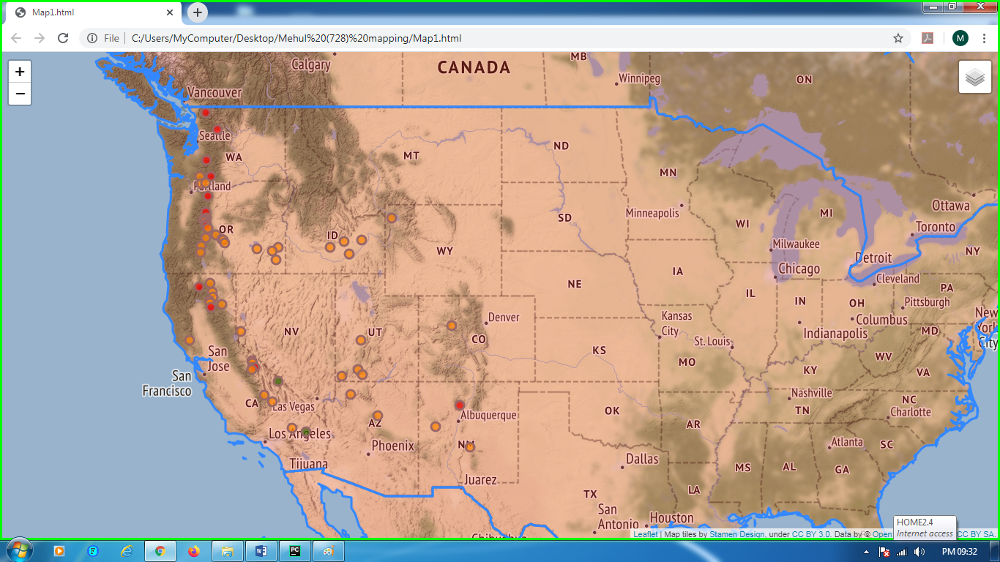 Map1.html
File
C:/Users/MyComputer/Desktop/Mehul%20(728)%20mapping/Map1.html
M
+
−
Calgary
CANADA
MB
Winnipeg
ON
Vancouver
Seattle
WA
MT
ND
MN
Portland
OR
ID
SD
Minneapolis
WI
MI
Ottawa
Toronto
WY
Milwaukee
Detroit
NY
Chicago
Cleveland
NE
IA
IL
IN
OH
PA
Pittsburgh
Denver
Kansas
City
Columbus
New
York
City
NV
UT
CO
St. Louis
Indianapolis
MD
San
Jose
KS
MO
WV
San
Francisco
KY
VA
CA
Las Vegas
Nashville
NC
Charlotte
TN
Albuquerque
OK
AR
Los Angeles
AZ
Phoenix
NM
Atlanta
SC
Tijuana
Dallas
MS
AL
GA
Juarez
LA
TX
San
Antonio
Houston
HOME2.4
Internet access
Leaflet | Map tiles by Stamen Design, under CC BY 3.0. Data by © Open
CC BY SA.
F
W
PC
PM 09:32